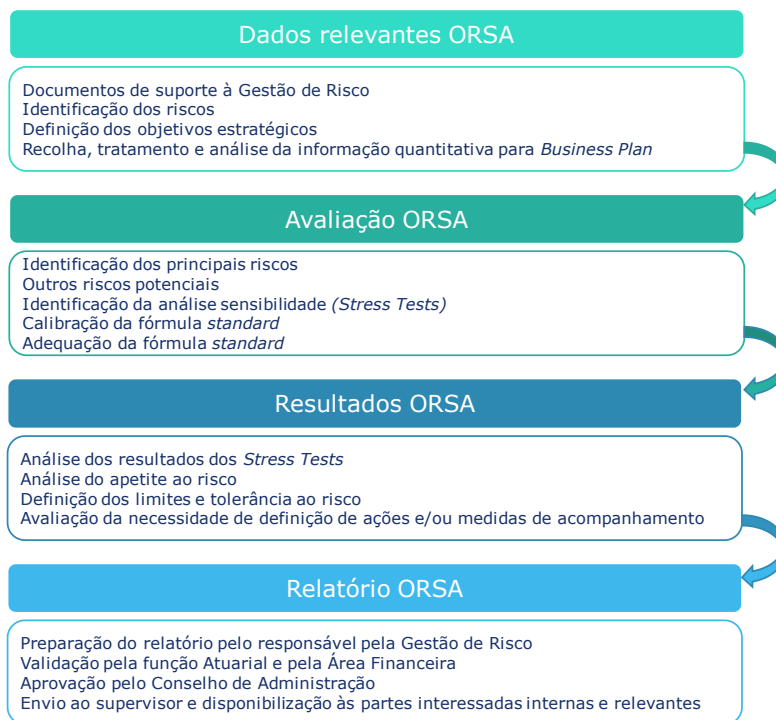 Dados relevantes ORSA
Documentos de suporte à Gestão de Risco
Identificação dos riscos
Definição dos objetivos estratégicos
Recolha, tratamento e análise da informação quantitativa para Business Plan
Avaliação ORSA
Identificação dos principais riscos
Outros riscos potenciais
Identificação da análise sensibilidade (Stress Tests)
Calibração da fórmula standard
Adequação da fórmula standard
Resultados ORSA
Análise dos resultados dos Stress Tests
Análise do apetite ao risco
Definição dos limites e tolerância ao risco
Avaliação da necessidade de definição de ações e/ou medidas de acompanhamento
Relatório ORSA
Preparação do relatório pelo responsável pela Gestão de Risco
Validação pela função Atuarial e pela Área Financeira
Aprovação pelo Conselho de Administração
Envio ao supervisor e disponibilização às partes interessadas internas e relevantes